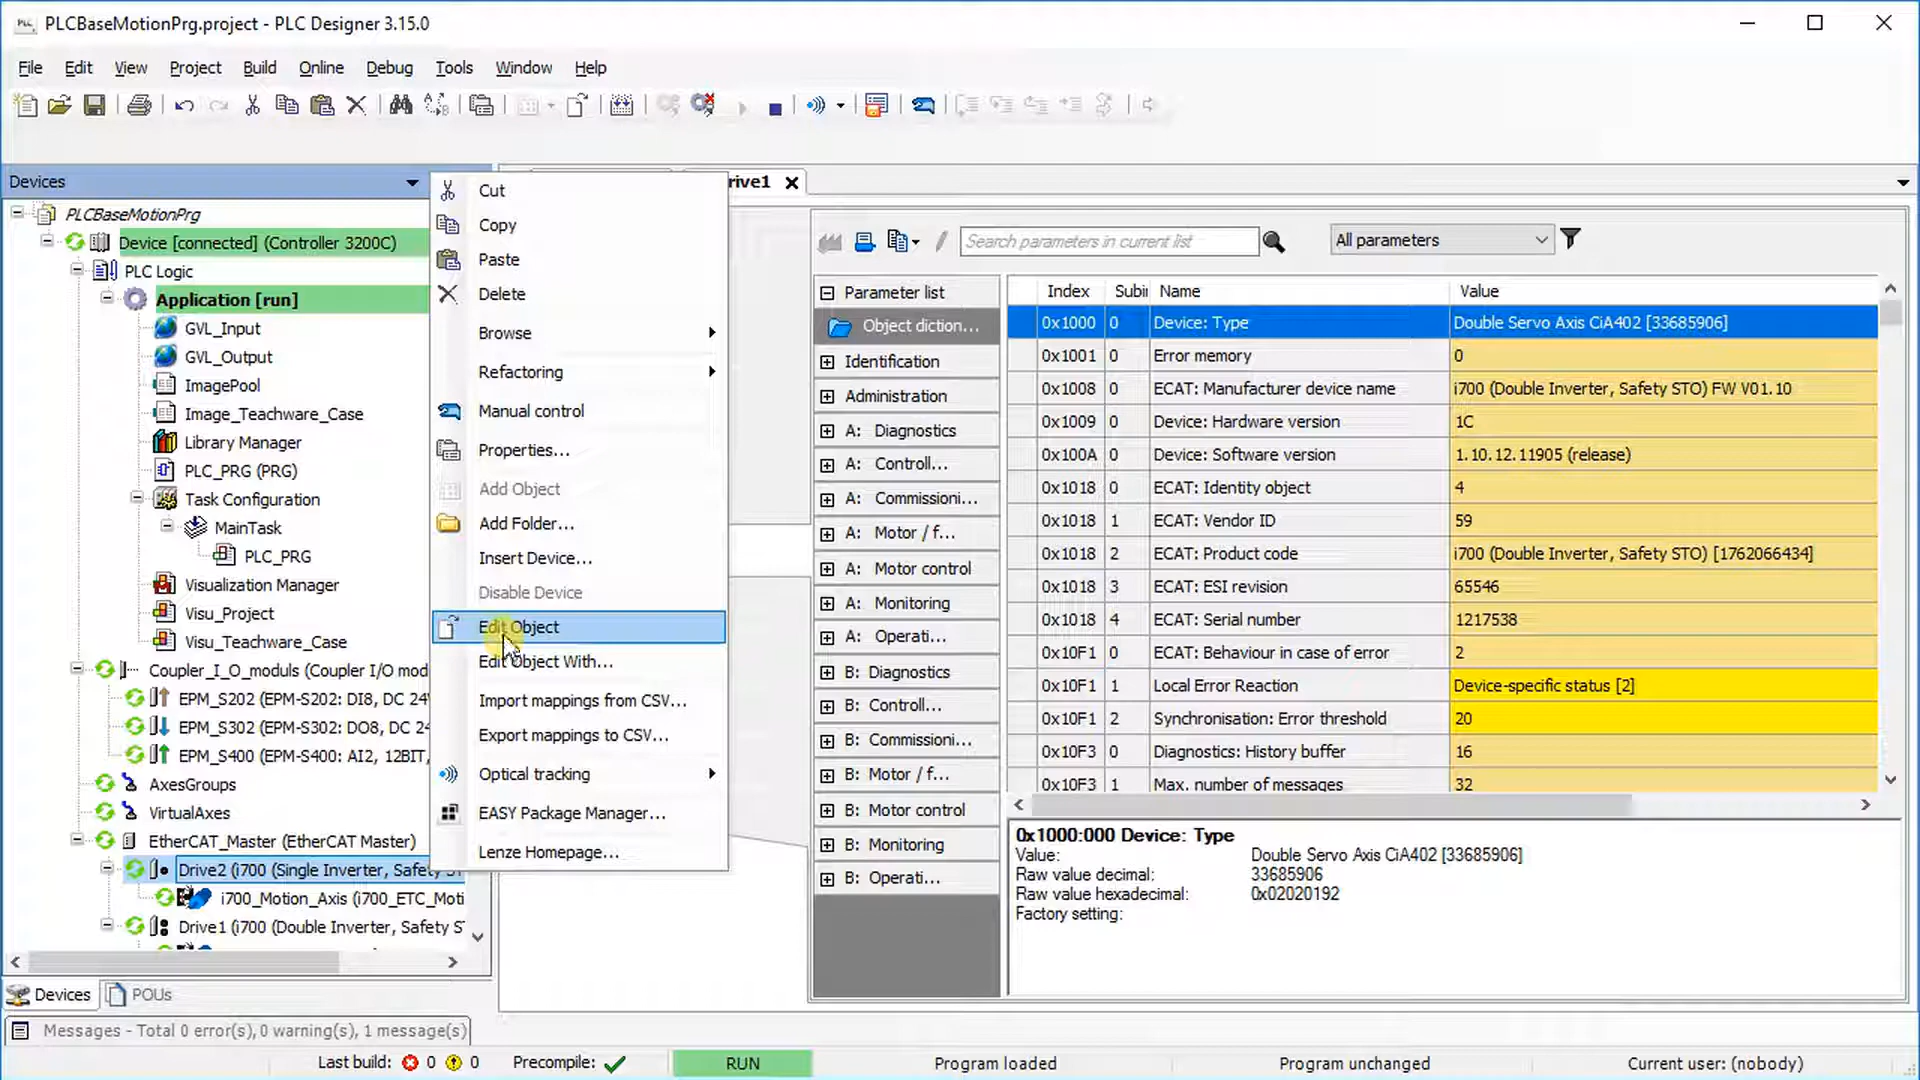 PLCBaseMotionPrg.project - PLC Designer 3.15.0
File Edit View Project Build Online Debug Tools Window Help
Devices
PLCBaseMotionPrg
Device [connected] (Controller 3200C)
PLC Logic
Application [run]
GVL_Input
GVL_Output
ImagePool
Image_Teachware_Case
Library Manager
PLC_PRG (PRG)
Task Configuration
MainTask
PLC_PRG
Visualization Manager
Visu_Project
Visu_Teachware_Case
Coupler_I_O_moduls (Coupler I/O mod
EPM_S202 (EPM-S202: DI8, DC 24
EPM_S302 (EPM-S302: DO8, DC 24
EPM_S400 (EPM-S400: AI2, 12BIT,
AxesGroups
VirtualAxes
EtherCAT_Master (EtherCAT Master)
Drive2 (i700 (Single Inverter, Safety ST
i700_Motion_Axis (i700_ETC_Moti
Drive1 (i700 (Double Inverter, Safety S
Devices
POUs
Cut
Copy
Paste
Delete
Browse
Refactoring
Manual control
Properties...
Add Object
Add Folder...
Insert Device...
Disable Device
Edit Object
Edit Object With...
Import mappings from CSV...
Export mappings to CSV...
Optical tracking
EASY Package Manager...
Lenze Homepage...
rive1
Search parameters in current list
All parameters
Parameter list
Object diction...
Identification
Administration
A: Diagnostics
A: Controll...
A: Commissioni...
A: Motor / f...
A: Motor control
A: Monitoring
A: Operati...
B: Diagnostics
B: Controll...
B: Commissioni...
B: Motor / f...
B: Motor control
B: Monitoring
B: Operati...
Index Subi Name Value
0x1000 0 Device: Type Double Servo Axis CiA402 [33685906]
0x1001 0 Error memory 0
0x1008 0 ECAT: Manufacturer device name i700 (Double Inverter, Safety STO) FW V01.10
0x1009 0 Device: Hardware version 1C
0x100A 0 Device: Software version 1.10.12.11905 (release)
0x1018 0 ECAT: Identity object 4
0x1018 1 ECAT: Vendor ID 59
0x1018 2 ECAT: Product code i700 (Double Inverter, Safety STO) [1762066434]
0x1018 3 ECAT: ESI revision 65546
0x1018 4 ECAT: Serial number 1217538
0x10F1 0 ECAT: Behaviour in case of error 2
0x10F1 1 Local Error Reaction Device-specific status [2]
0x10F1 2 Synchronisation: Error threshold 20
0x10F3 0 Diagnostics: History buffer 16
0x10F3 1 Max. number of messages 32
0x1000:000 Device: Type
Value: Double Servo Axis CiA402 [33685906]
Raw value decimal: 33685906
Raw value hexadecimal: 0x02020192
Factory setting:
Messages - Total 0 error(s), 0 warning(s), 1 message(s)
Last build: 0 0 Precompile: RUN Program loaded Program unchanged Current user: (nobody)